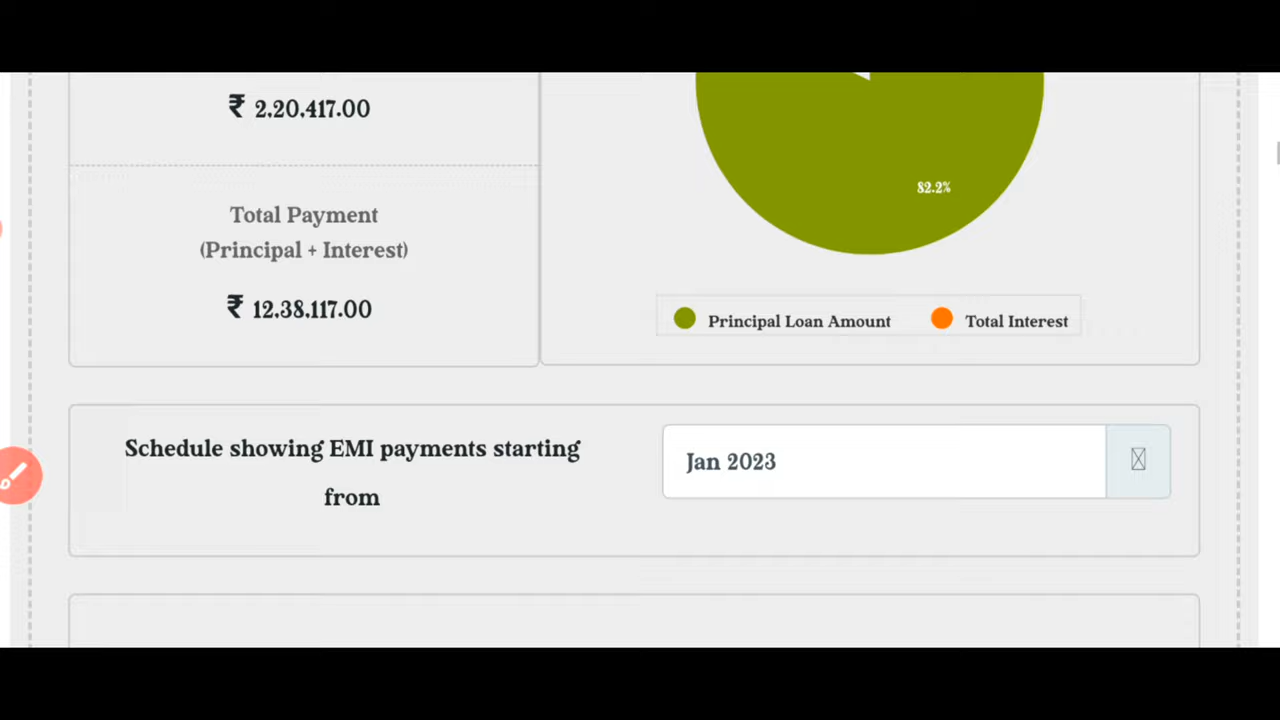 ₹ 2,20,417.00
82.2%
Total Payment
(Principal + Interest)
₹ 12,38,117.00
Principal Loan Amount
Total Interest
Schedule showing EMI payments starting
from
Jan 2023